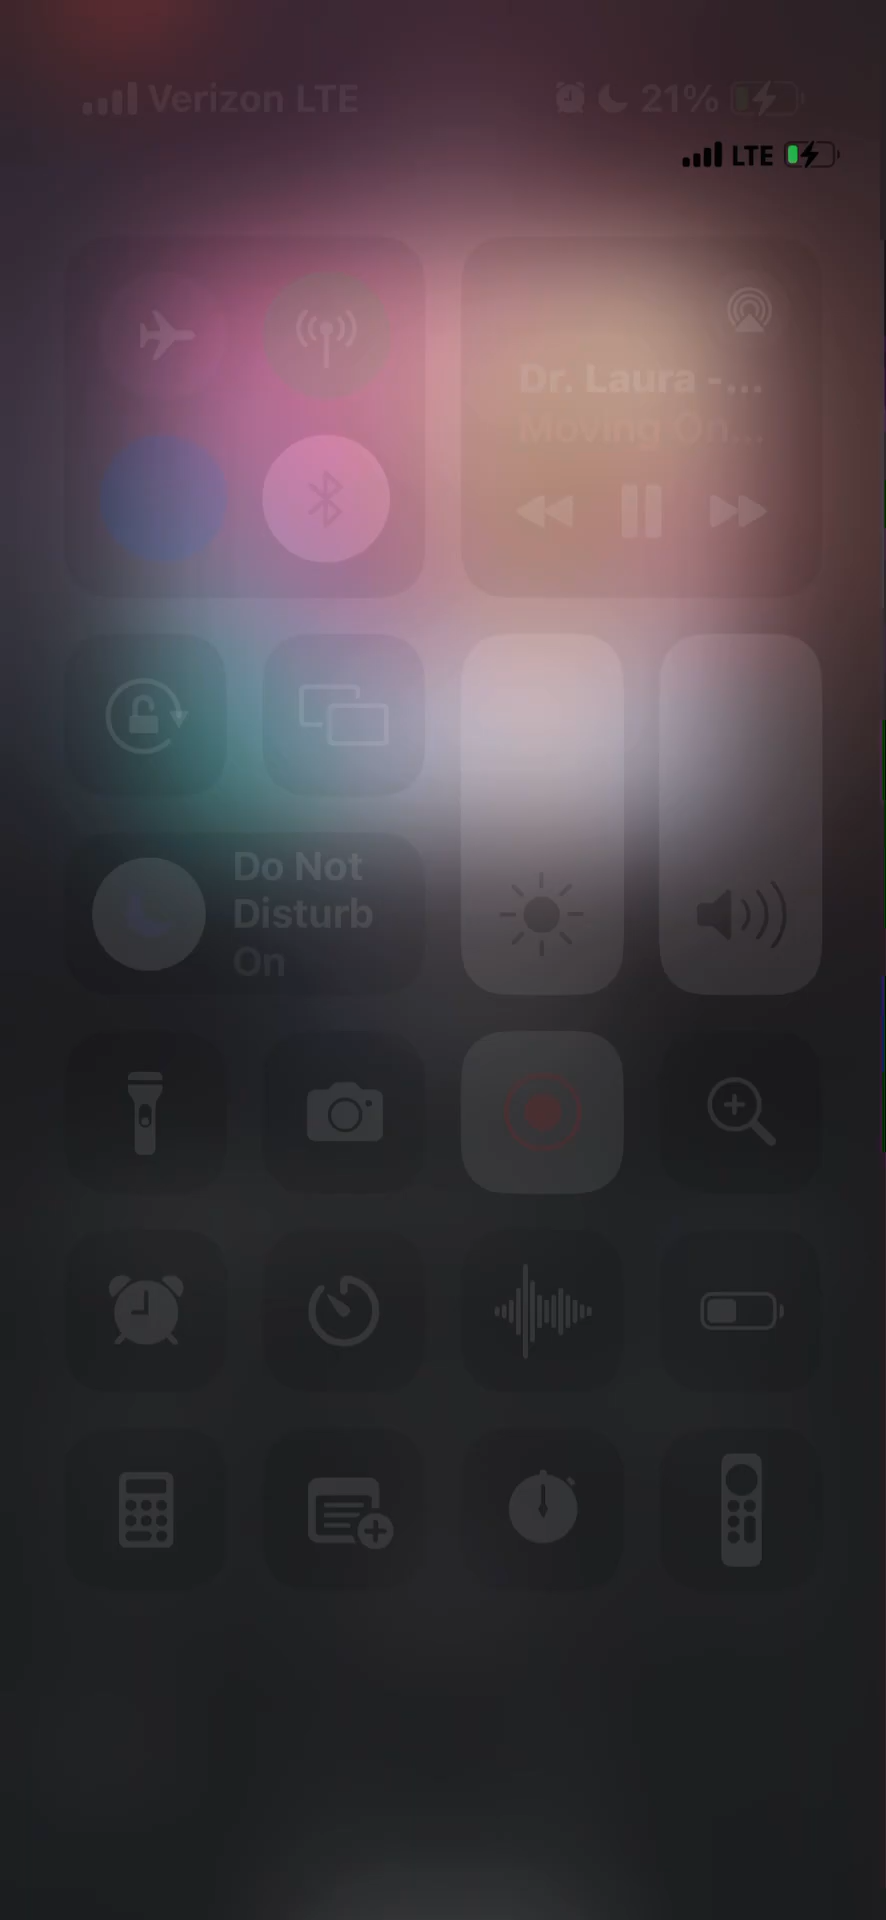 Verizon LTE 21%
LTE
Dr. Laura -...
Moving On...
Do Not
Disturb
On